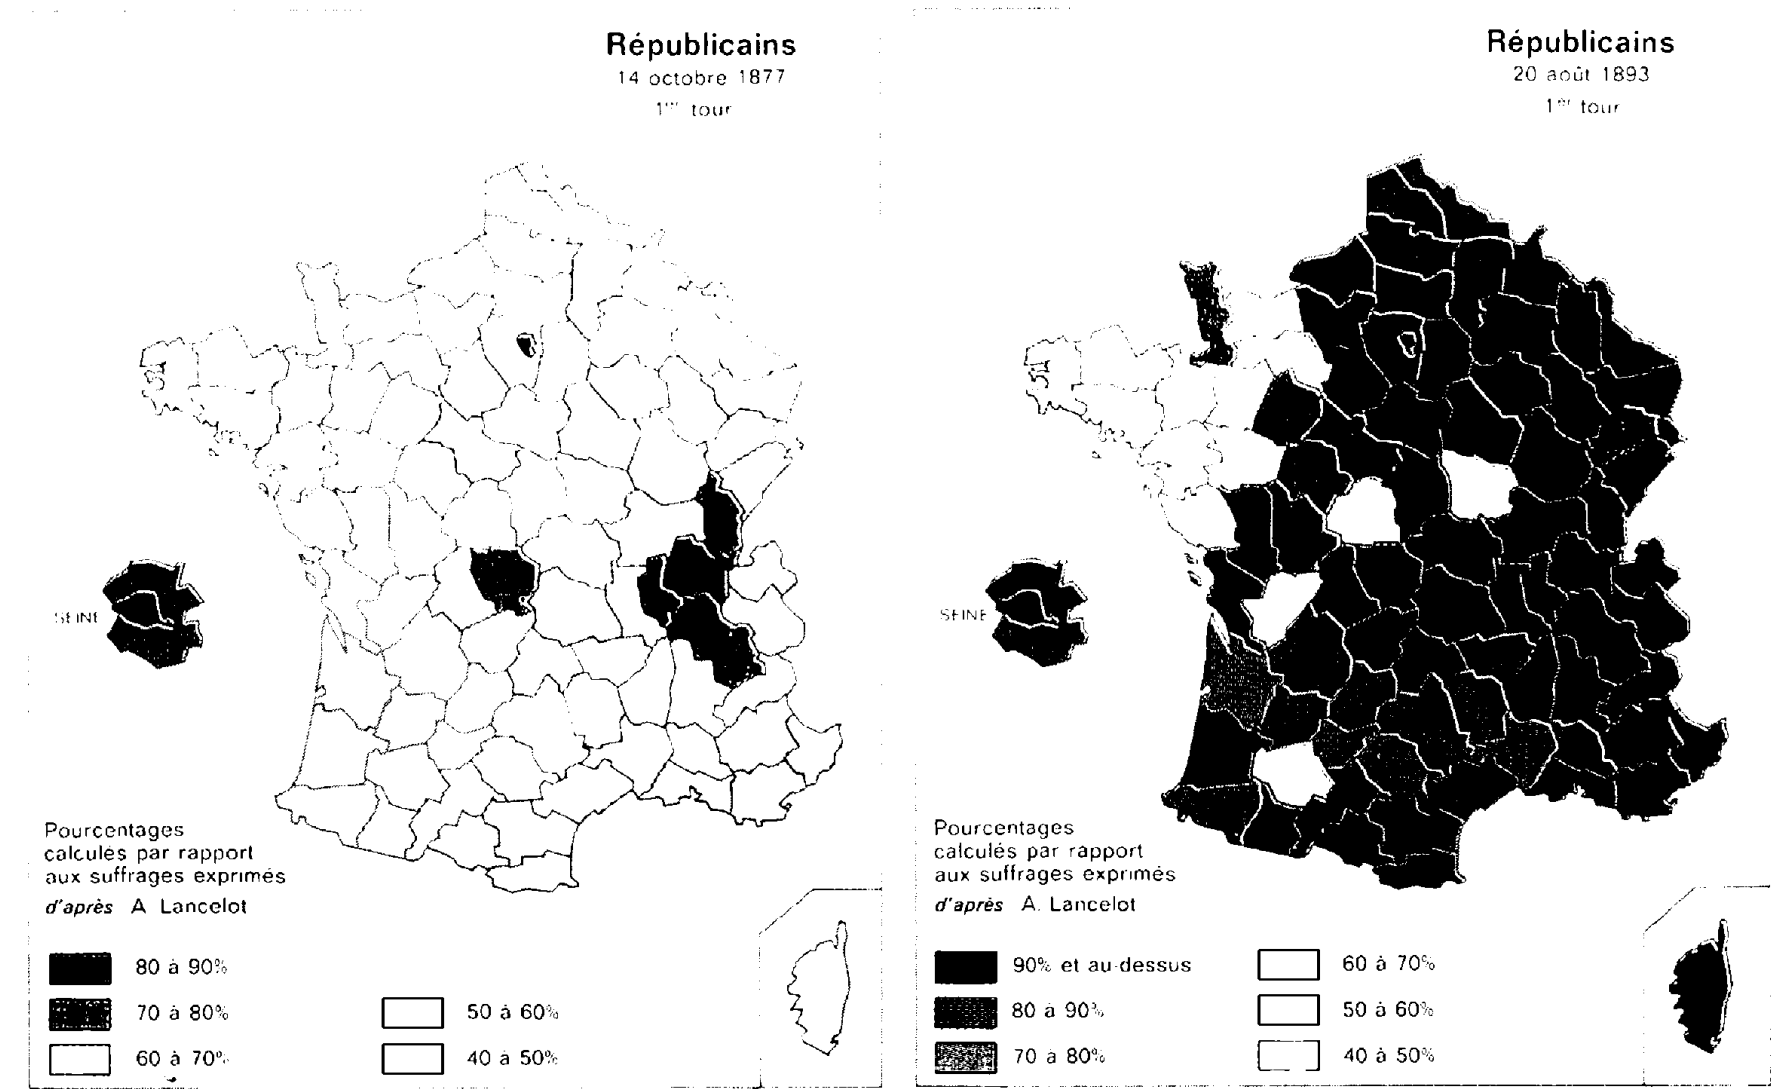 Républicains
14 octobre 1877
1er tour
SEINE
Pourcentages
calculés par rapport
aux suffrages exprimés
d'après A Lancelot
80 à 90%
70 à 80%
60 à 70%
50 à 60%
40 à 50%
Républicains
20 août 1893
1er tour
SEINE
Pourcentages
calculés par rapport
aux suffrages exprimés
d'après A. Lancelot
90% et au-dessus
80 à 90%
70 à 80%
60 à 70%
50 à 60%
40 à 50%